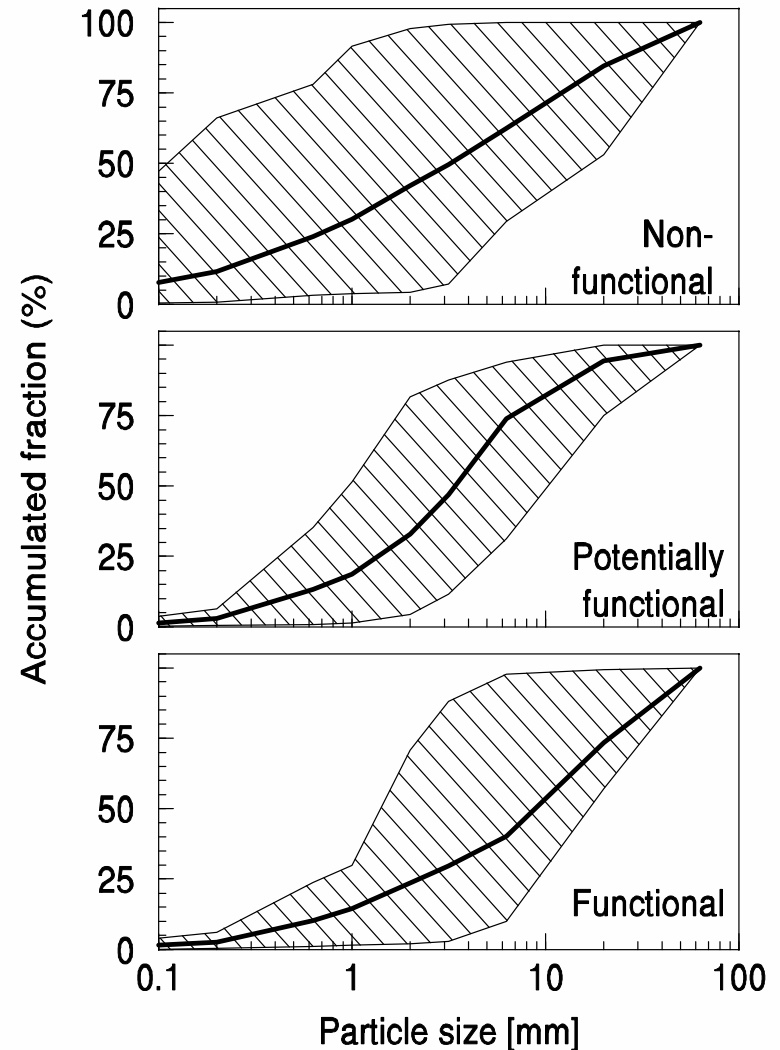 100
75
50
25
0
Non-
functional
75
50
25
0
Potentially
functional
75
50
25
0
Functional
0.1 1 10 100
Particle size [mm]
Accumulated fraction (%)